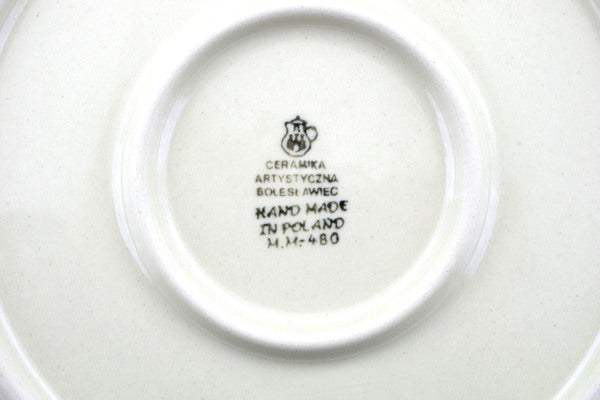 CERAMIKA
ARTYSTYCZNA
BOLESŁAWIEC
HAND MADE
IN POLAND
M.M.-480